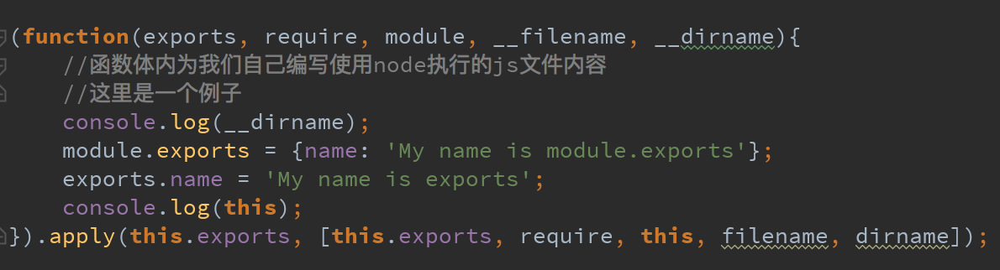 (function(exports, require, module, __filename, __dirname){
    //函数体内为我们自己编写使用node执行的js文件内容
    //这里是一个例子
    console.log(__dirname);
    module.exports = {name: 'My name is module.exports'};
    exports.name = 'My name is exports';
    console.log(this);
}).apply(this.exports, [this.exports, require, this, filename, dirname]);